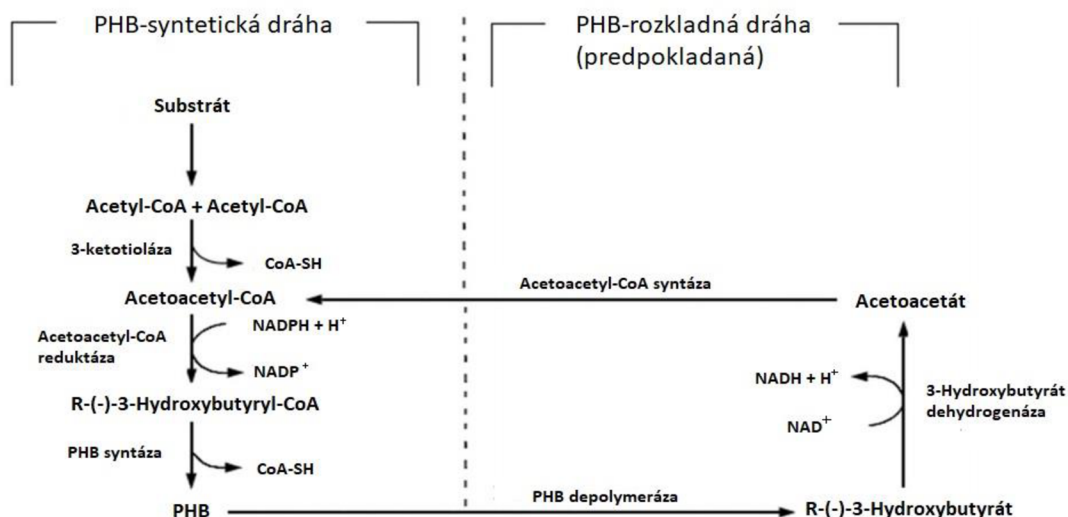 PHB-syntetická dráha
PHB-rozkladná dráha
(predpokladaná)
Substrát
Acetyl-CoA + Acetyl-CoA
3-ketotioláza
CoA-SH
Acetoacetyl-CoA
Acetoacetyl-CoA syntáza
Acetoacetát
Acetoacetyl-CoA
reduktáza
NADPH + H⁺
NADP⁺
NADH + H⁺
NAD⁺
3-Hydroxybutyrát
dehydrogenáza
R-(-)-3-Hydroxybutyryl-CoA
PHB syntáza
CoA-SH
PHB
PHB depolymeráza
R-(-)-3-Hydroxybutyrát